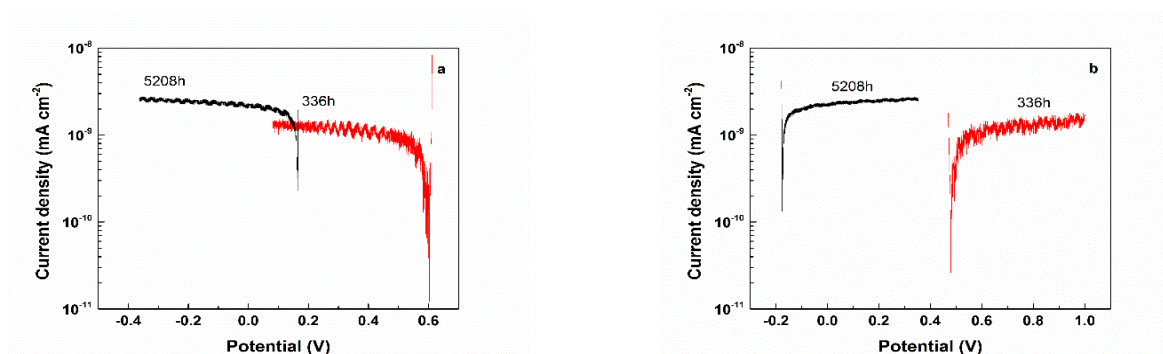 10⁻⁸
a
5208h
336h
10⁻⁹
10⁻¹⁰
10⁻¹¹
-0.4 -0.2 0.0 0.2 0.4 0.6
Potential (V)
Current density (mA cm⁻²)
10⁻⁸
b
5208h
336h
10⁻⁹
10⁻¹⁰
10⁻¹¹
-0.2 0.0 0.2 0.4 0.6 0.8 1.0
Potential (V)
Current density (mA cm⁻²)